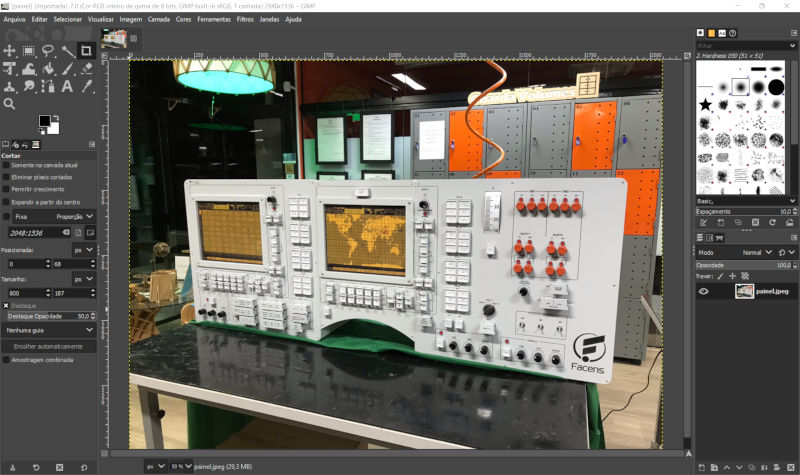 [painel] (importada)-7.0 (Cor RGB inteiro de gama de 8 bits, GIMP built-in sRGB, 1 camada) 2048x1536 – GIMP
Arquivo Editar Selecionar Visualizar Imagem Camada Cores Ferramentas Filtros Janelas Ajuda
Cortar
Somente na camada atual
Eliminar píxeis cortados
Permitir crescimento
Expandir a partir do centro
Fixa Proporção
2048:1536
Posicionada: px
0 68
Tamanho: px
800 187
Destaque
Destaque Opacidade 50,0
Nenhuma guia
Encolher automaticamente
Amostragem combinada
Facens
px 50 % painel.jpeg (29,3 MB)
Filtrar
2. Hardness 050 (51 × 51)
Basic,
Espaçamento 10,0
Modo Normal
Opacidade 100,0
Travar:
painel.jpeg